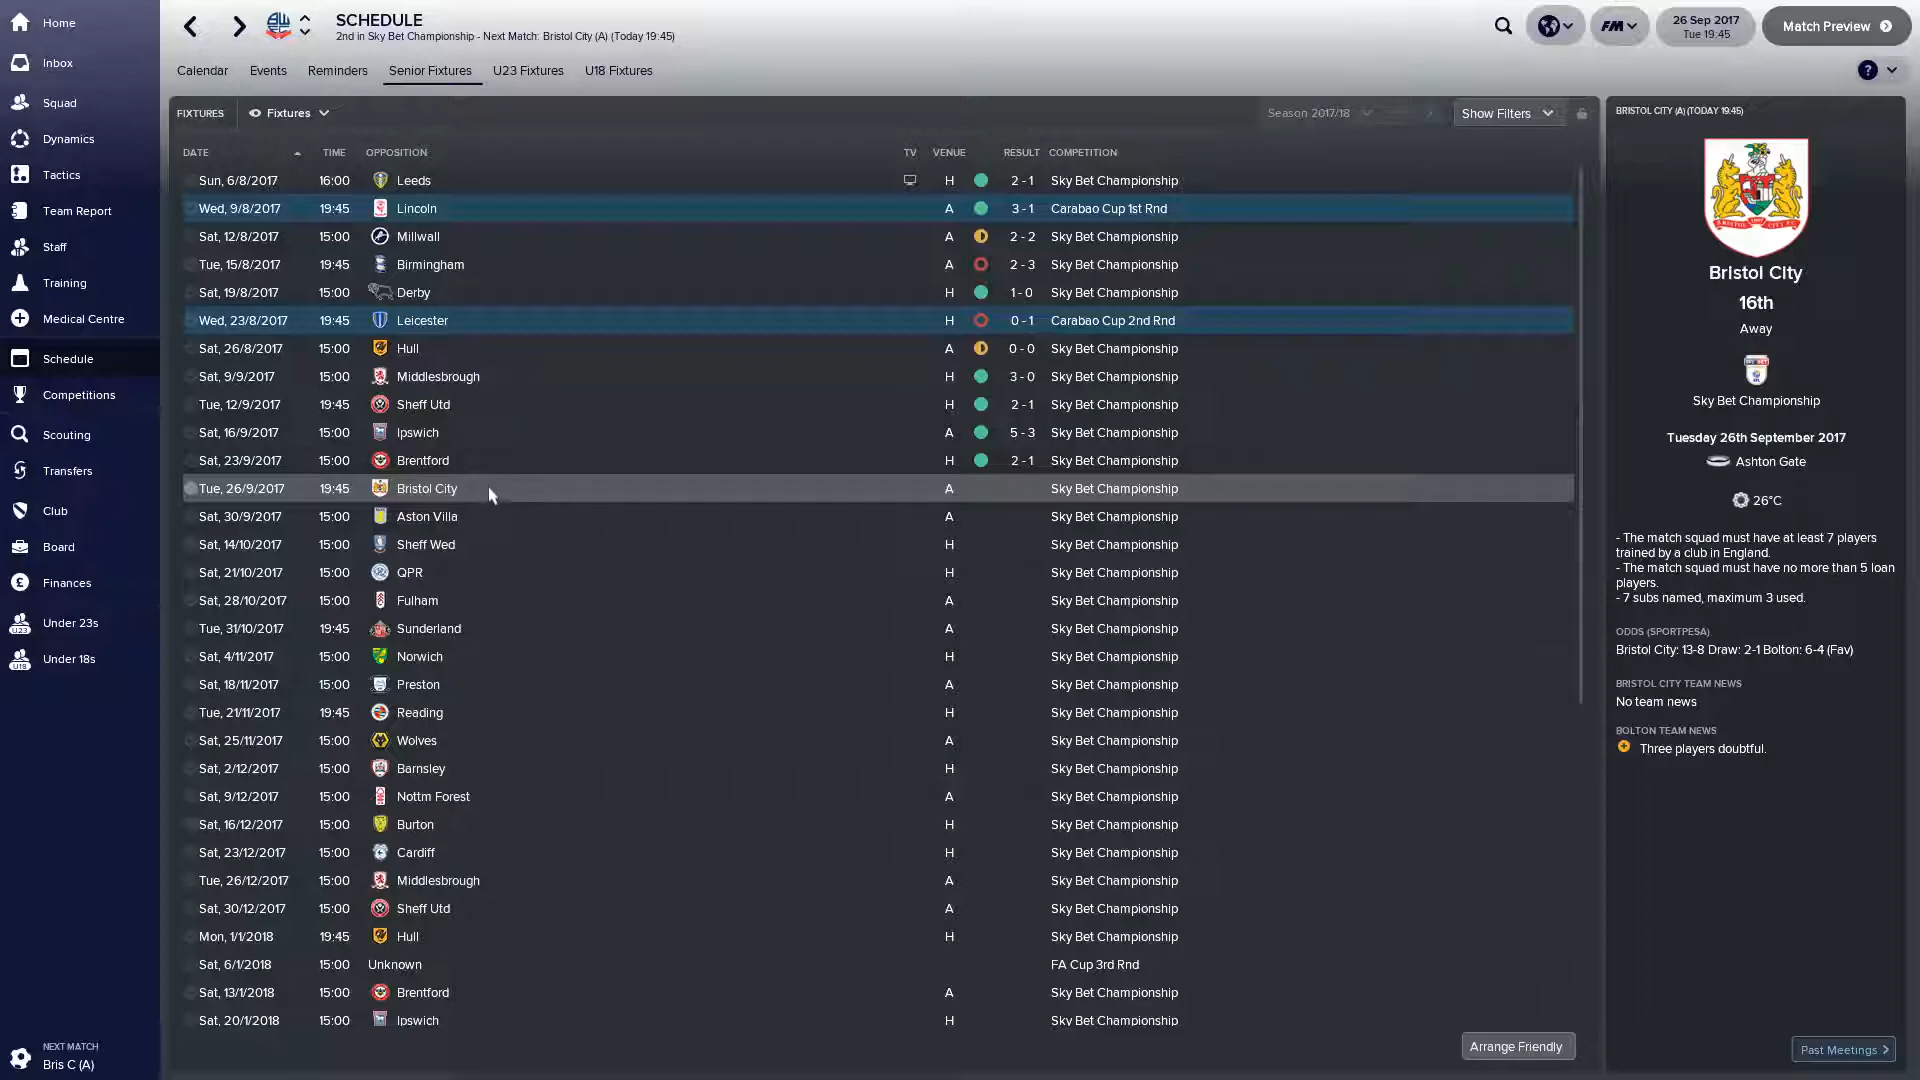 Home
Inbox
Squad
Dynamics
Tactics
Team Report
Staff
Training
Medical Centre
Schedule
Competitions
Scouting
Transfers
Club
Board
Finances
Under 23s
Under 18s
NEXT MATCH
Bris C (A)
SCHEDULE
2nd in Sky Bet Championship - Next Match: Bristol City (A) (Today 19:45)
FM
26 Sep 2017
Tue 19:45
Match Preview
Calendar Events Reminders Senior Fixtures U23 Fixtures U18 Fixtures
FIXTURES Fixtures Season 2017/18 Show Filters
DATE TIME OPPOSITION TV VENUE RESULT COMPETITION
Sun, 6/8/2017 16:00 Leeds H 2 - 1 Sky Bet Championship
Wed, 9/8/2017 19:45 Lincoln A 3 - 1 Carabao Cup 1st Rnd
Sat, 12/8/2017 15:00 Millwall A 2 - 2 Sky Bet Championship
Tue, 15/8/2017 19:45 Birmingham A 2 - 3 Sky Bet Championship
Sat, 19/8/2017 15:00 Derby H 1 - 0 Sky Bet Championship
Wed, 23/8/2017 19:45 Leicester H 0 - 1 Carabao Cup 2nd Rnd
Sat, 26/8/2017 15:00 Hull A 0 - 0 Sky Bet Championship
Sat, 9/9/2017 15:00 Middlesbrough H 3 - 0 Sky Bet Championship
Tue, 12/9/2017 19:45 Sheff Utd H 2 - 1 Sky Bet Championship
Sat, 16/9/2017 15:00 Ipswich A 5 - 3 Sky Bet Championship
Sat, 23/9/2017 15:00 Brentford H 2 - 1 Sky Bet Championship
Tue, 26/9/2017 19:45 Bristol City A Sky Bet Championship
Sat, 30/9/2017 15:00 Aston Villa A Sky Bet Championship
Sat, 14/10/2017 15:00 Sheff Wed H Sky Bet Championship
Sat, 21/10/2017 15:00 QPR H Sky Bet Championship
Sat, 28/10/2017 15:00 Fulham A Sky Bet Championship
Tue, 31/10/2017 19:45 Sunderland A Sky Bet Championship
Sat, 4/11/2017 15:00 Norwich H Sky Bet Championship
Sat, 18/11/2017 15:00 Preston A Sky Bet Championship
Tue, 21/11/2017 19:45 Reading H Sky Bet Championship
Sat, 25/11/2017 15:00 Wolves A Sky Bet Championship
Sat, 2/12/2017 15:00 Barnsley H Sky Bet Championship
Sat, 9/12/2017 15:00 Nottm Forest A Sky Bet Championship
Sat, 16/12/2017 15:00 Burton H Sky Bet Championship
Sat, 23/12/2017 15:00 Cardiff H Sky Bet Championship
Tue, 26/12/2017 15:00 Middlesbrough A Sky Bet Championship
Sat, 30/12/2017 15:00 Sheff Utd A Sky Bet Championship
Mon, 1/1/2018 19:45 Hull H Sky Bet Championship
Sat, 6/1/2018 15:00 Unknown FA Cup 3rd Rnd
Sat, 13/1/2018 15:00 Brentford A Sky Bet Championship
Sat, 20/1/2018 15:00 Ipswich H Sky Bet Championship
Arrange Friendly
BRISTOL CITY (A) (TODAY 19:45)
Bristol City
16th
Away
Sky Bet Championship
Tuesday 26th September 2017
Ashton Gate
26°C
- The match squad must have at least 7 players
trained by a club in England.
- The match squad must have no more than 5 loan
players.
- 7 subs named, maximum 3 used.
ODDS (SPORTPESA)
Bristol City: 13-8 Draw: 2-1 Bolton: 6-4 (Fav)
BRISTOL CITY TEAM NEWS
No team news
BOLTON TEAM NEWS
Three players doubtful.
Past Meetings